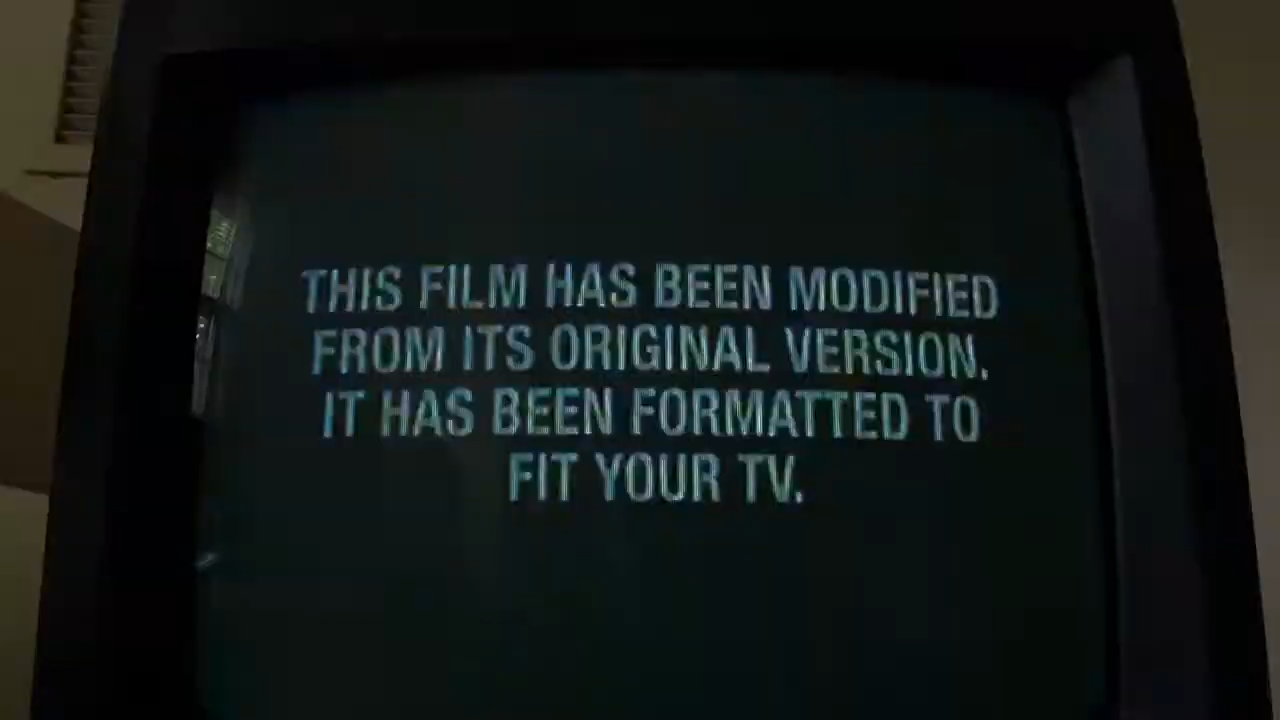 THIS FILM HAS BEEN MODIFIED
FROM ITS ORIGINAL VERSION.
IT HAS BEEN FORMATTED TO
FIT YOUR TV.